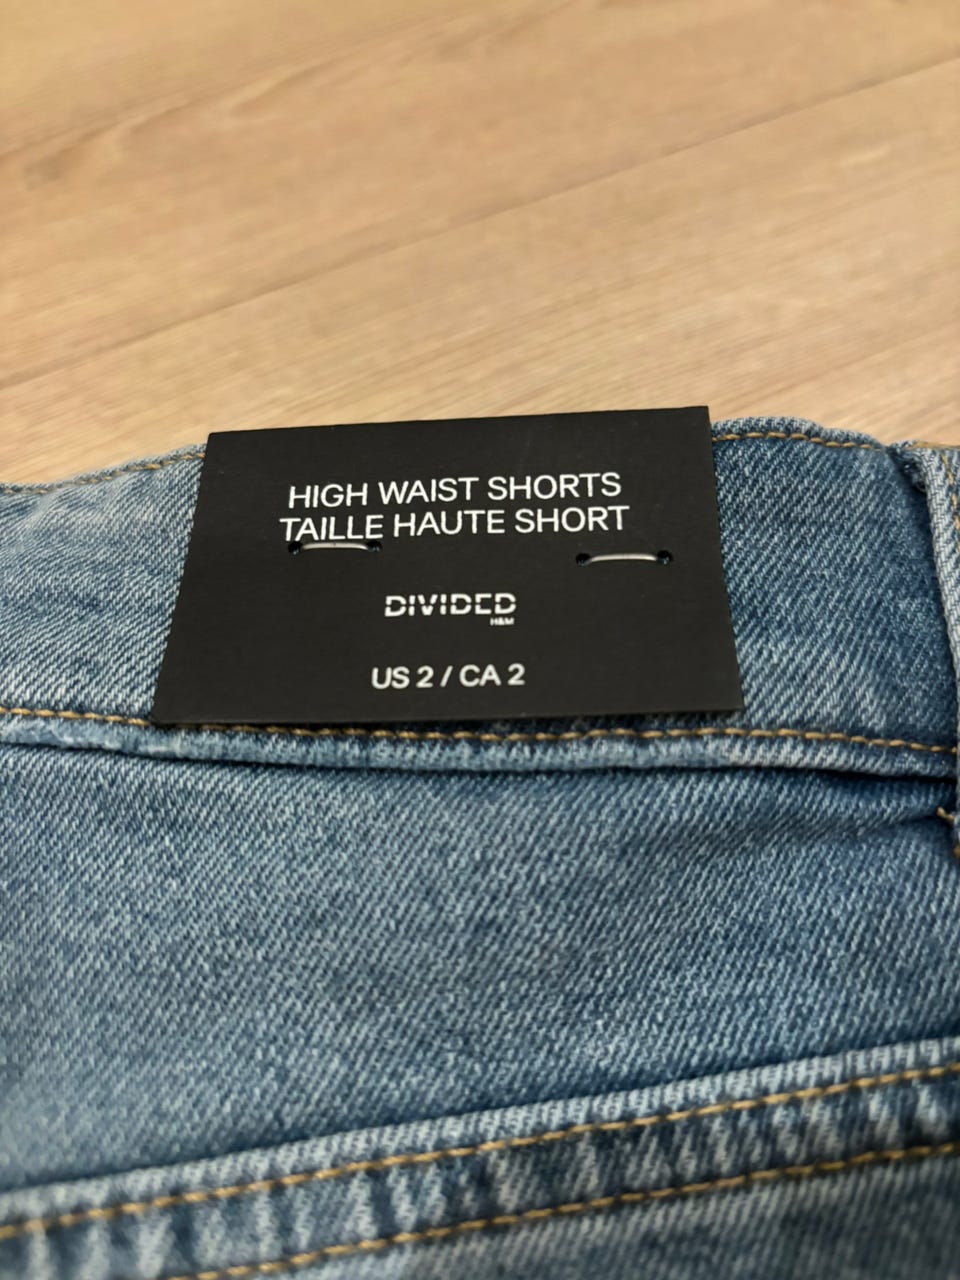 HIGH WAIST SHORTS
TAILLE HAUTE SHORT
DIVIDED
H&M
US 2 / CA 2